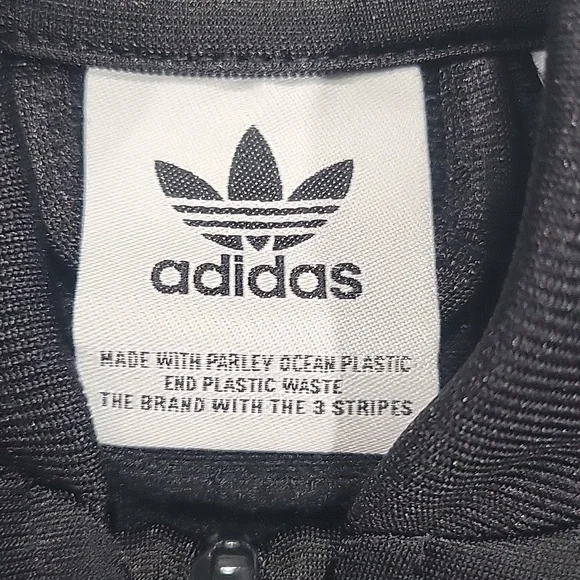 adidas
MADE WITH PARLEY OCEAN PLASTIC
END PLASTIC WASTE
THE BRAND WITH THE 3 STRIPES